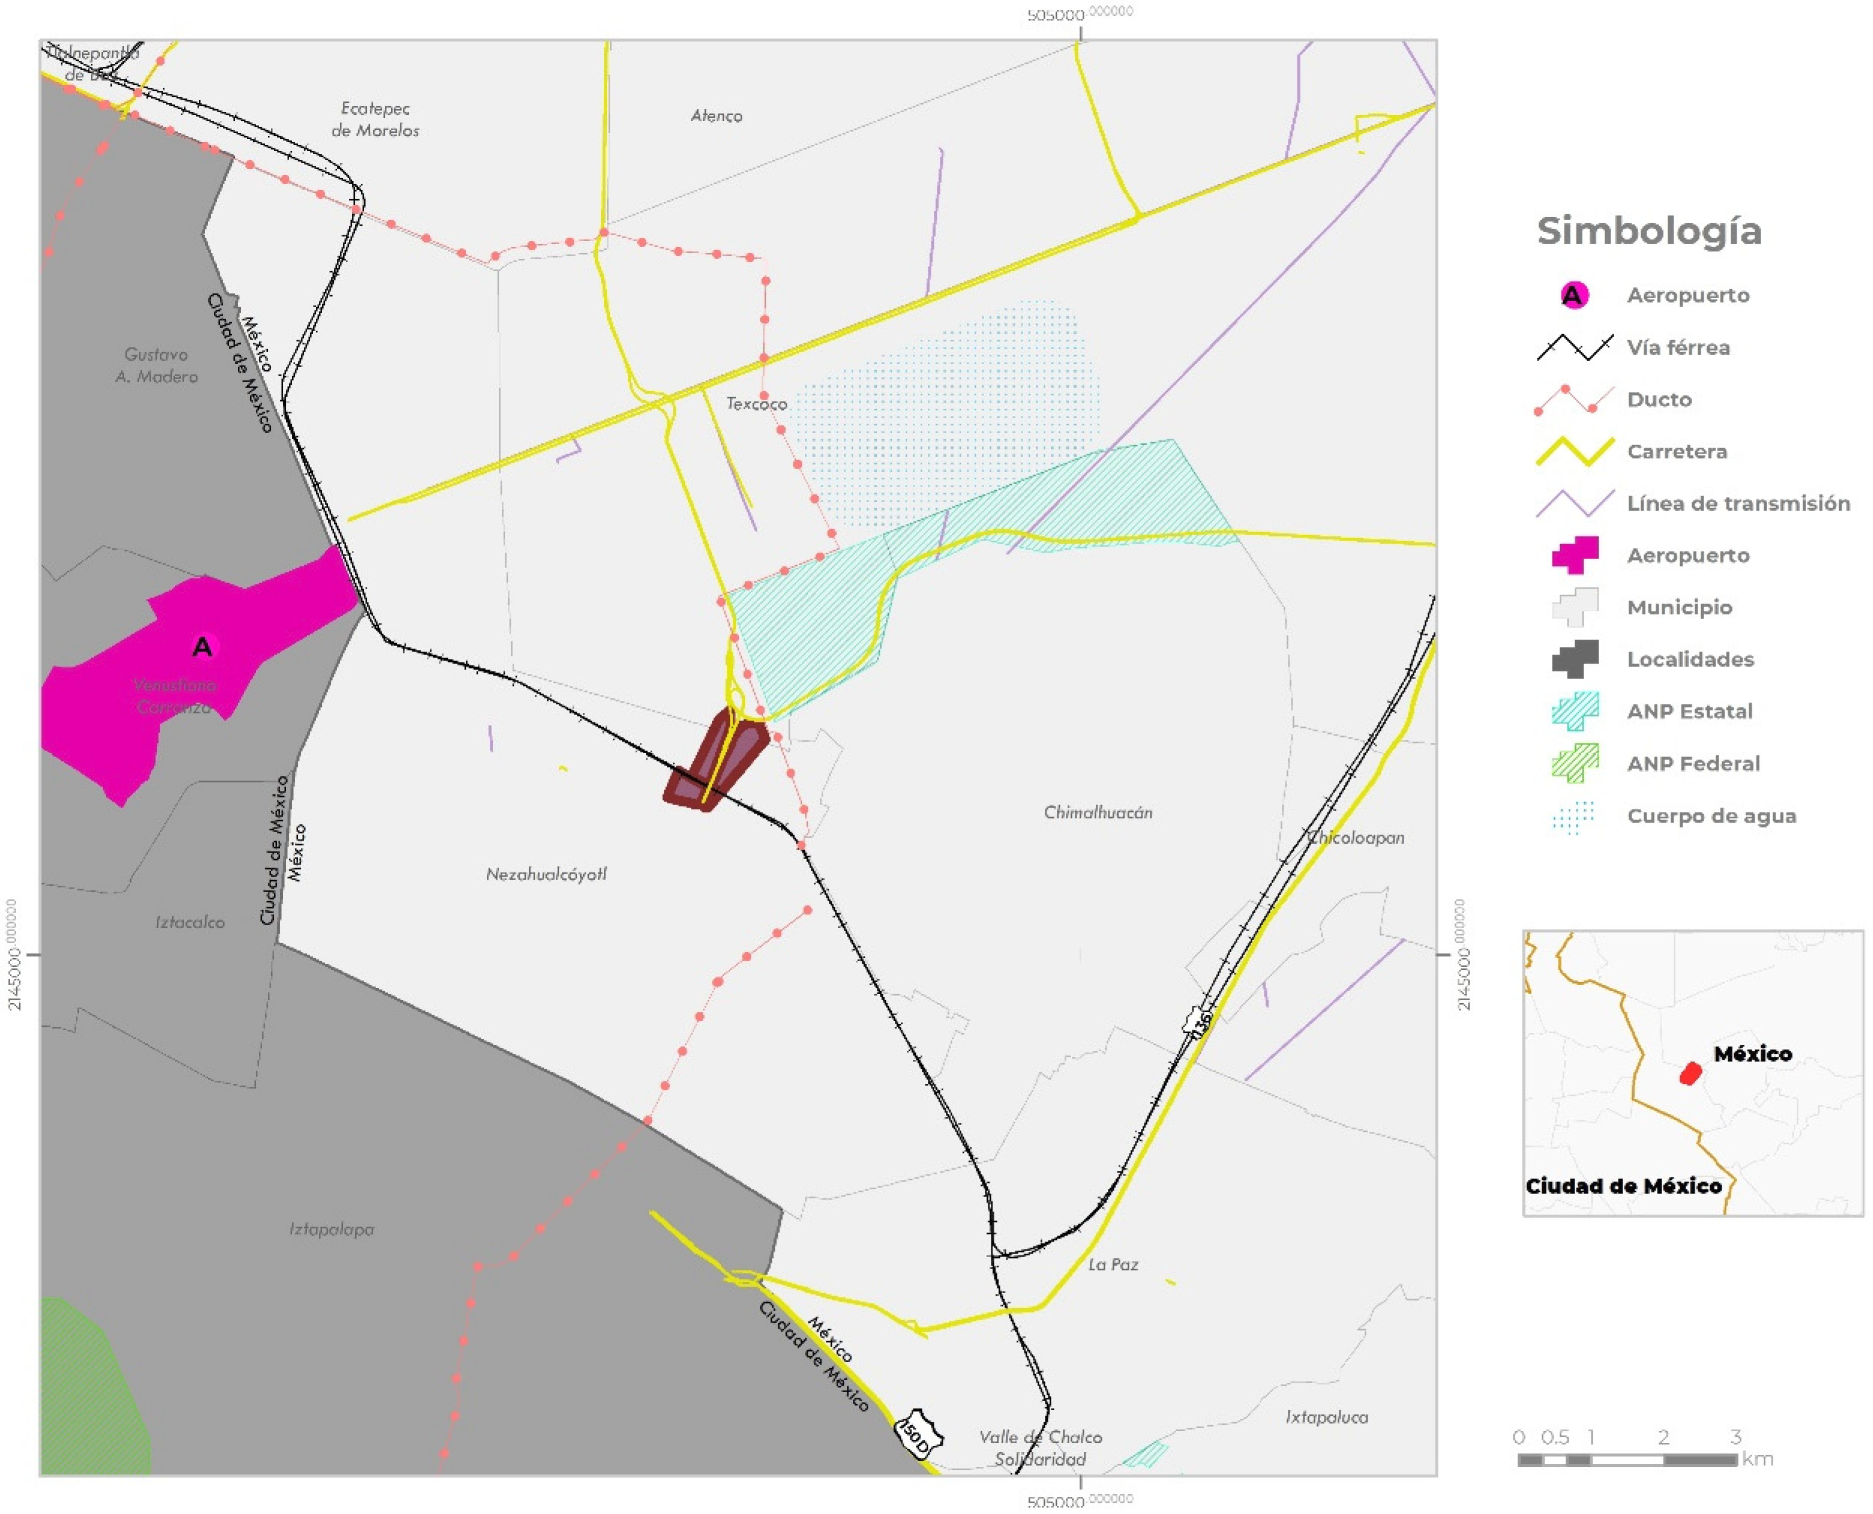 505000.000000
Tlalnepantla
de Baz
Ecatepec
de Morelos
Atenco
Gustavo
A. Madero
México
Ciudad de México
Texcoco
A
Venustiano
Carranza
Ciudad de México
México
Iztacalco
Nezahualcóyotl
Chimalhuacán
Chicoloapan
136
2145000.000000
2145000.000000
Iztapalapa
La Paz
México
Ciudad de México
150D
Valle de Chalco
Solidaridad
Ixtapaluca
505000.000000
Simbología
A Aeropuerto
Vía férrea
Ducto
Carretera
Línea de transmisión
Aeropuerto
Municipio
Localidades
ANP Estatal
ANP Federal
Cuerpo de agua
México
Ciudad de México
0 0.5 1 2 3
km